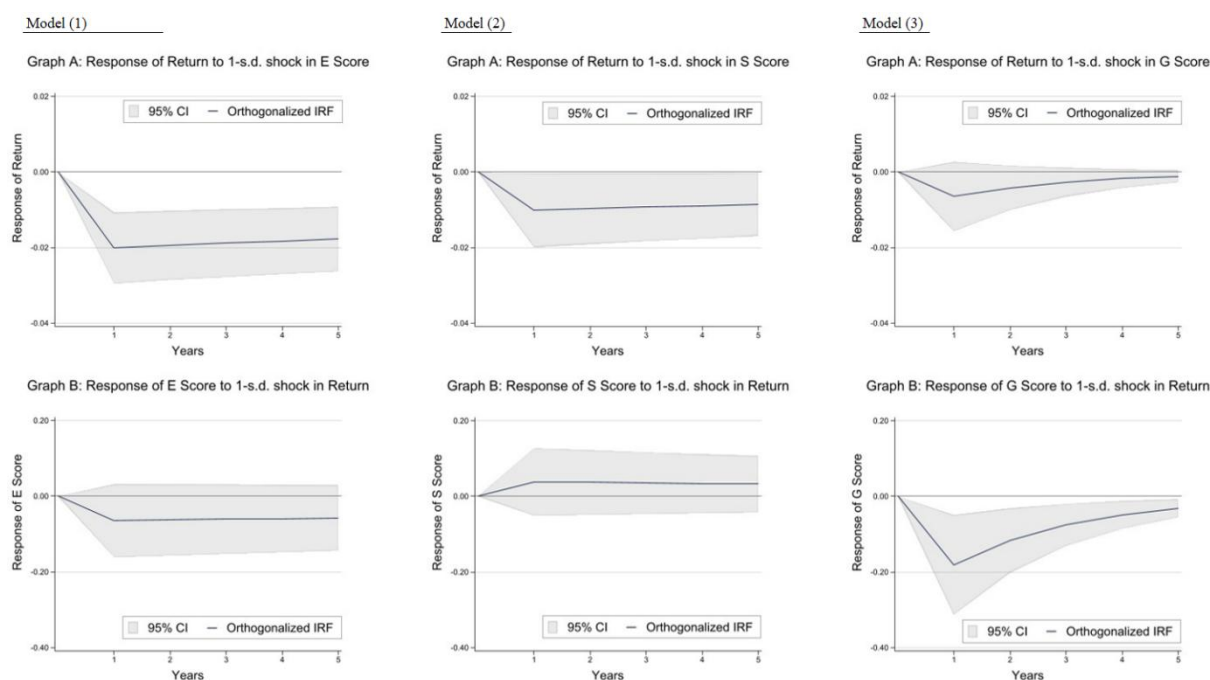 Model (1)
Model (2)
Model (3)
Graph A: Response of Return to 1-s.d. shock in E Score
0.02
0.00
-0.02
-0.04
Response of Return
95% CI — Orthogonalized IRF
1 2 3 4 5
Years
Graph A: Response of Return to 1-s.d. shock in S Score
0.02
0.00
-0.02
-0.04
Response of Return
95% CI — Orthogonalized IRF
1 2 3 4 5
Years
Graph A: Response of Return to 1-s.d. shock in G Score
0.02
0.00
-0.02
-0.04
Response of Return
95% CI — Orthogonalized IRF
1 2 3 4 5
Years
Graph B: Response of E Score to 1-s.d. shock in Return
0.20
0.00
-0.20
-0.40
Response of E Score
95% CI — Orthogonalized IRF
1 2 3 4 5
Years
Graph B: Response of S Score to 1-s.d. shock in Return
0.20
0.00
-0.20
-0.40
Response of S Score
95% CI — Orthogonalized IRF
1 2 3 4 5
Years
Graph B: Response of G Score to 1-s.d. shock in Return
0.20
0.00
-0.20
-0.40
Response of G Score
95% CI — Orthogonalized IRF
1 2 3 4 5
Years